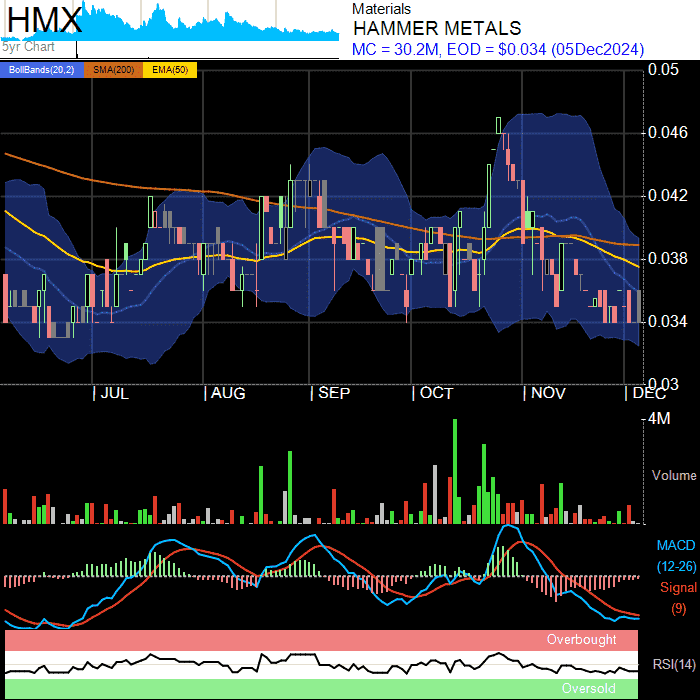 HMX
5yr Chart
Materials
HAMMER METALS
MC = 30.2M, EOD = $0.034 (05Dec2024)
BollBands(20,2) SMA(200) EMA(50)
0.05
0.046
0.042
0.038
0.034
0.03
JUL AUG SEP OCT NOV DEC
4M
Volume
MACD
(12-26)
Signal
(9)
Overbought
RSI(14)
Oversold